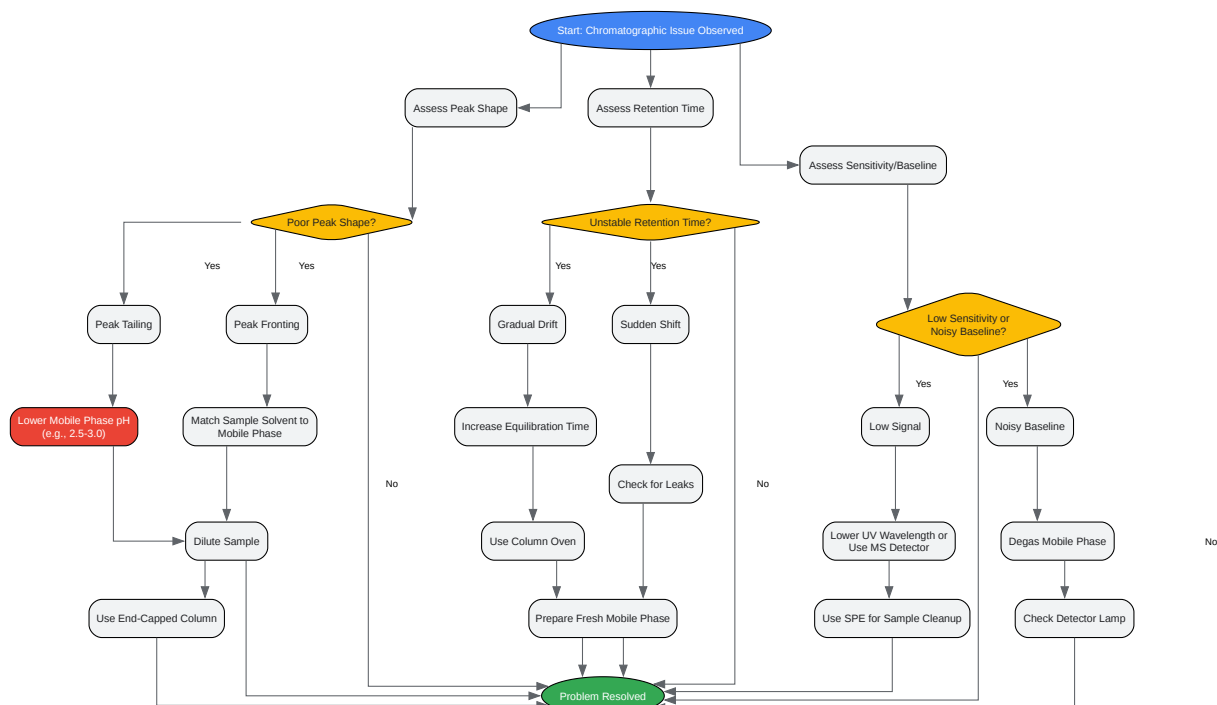 Start: Chromatographic Issue Observed
Assess Peak Shape
Assess Retention Time
Assess Sensitivity/Baseline
Poor Peak Shape?
Unstable Retention Time?
Yes
Yes
Yes
Yes
Peak Tailing
Peak Fronting
Gradual Drift
Sudden Shift
Low Sensitivity or
Noisy Baseline?
Yes
Yes
Lower Mobile Phase pH
(e.g., 2.5-3.0)
Match Sample Solvent to
Mobile Phase
Increase Equilibration Time
Low Signal
Noisy Baseline
No
Check for Leaks
No
Dilute Sample
Use Column Oven
Lower UV Wavelength or
Use MS Detector
Degas Mobile Phase
No
Use End-Capped Column
Prepare Fresh Mobile Phase
Use SPE for Sample Cleanup
Check Detector Lamp
Problem Resolved